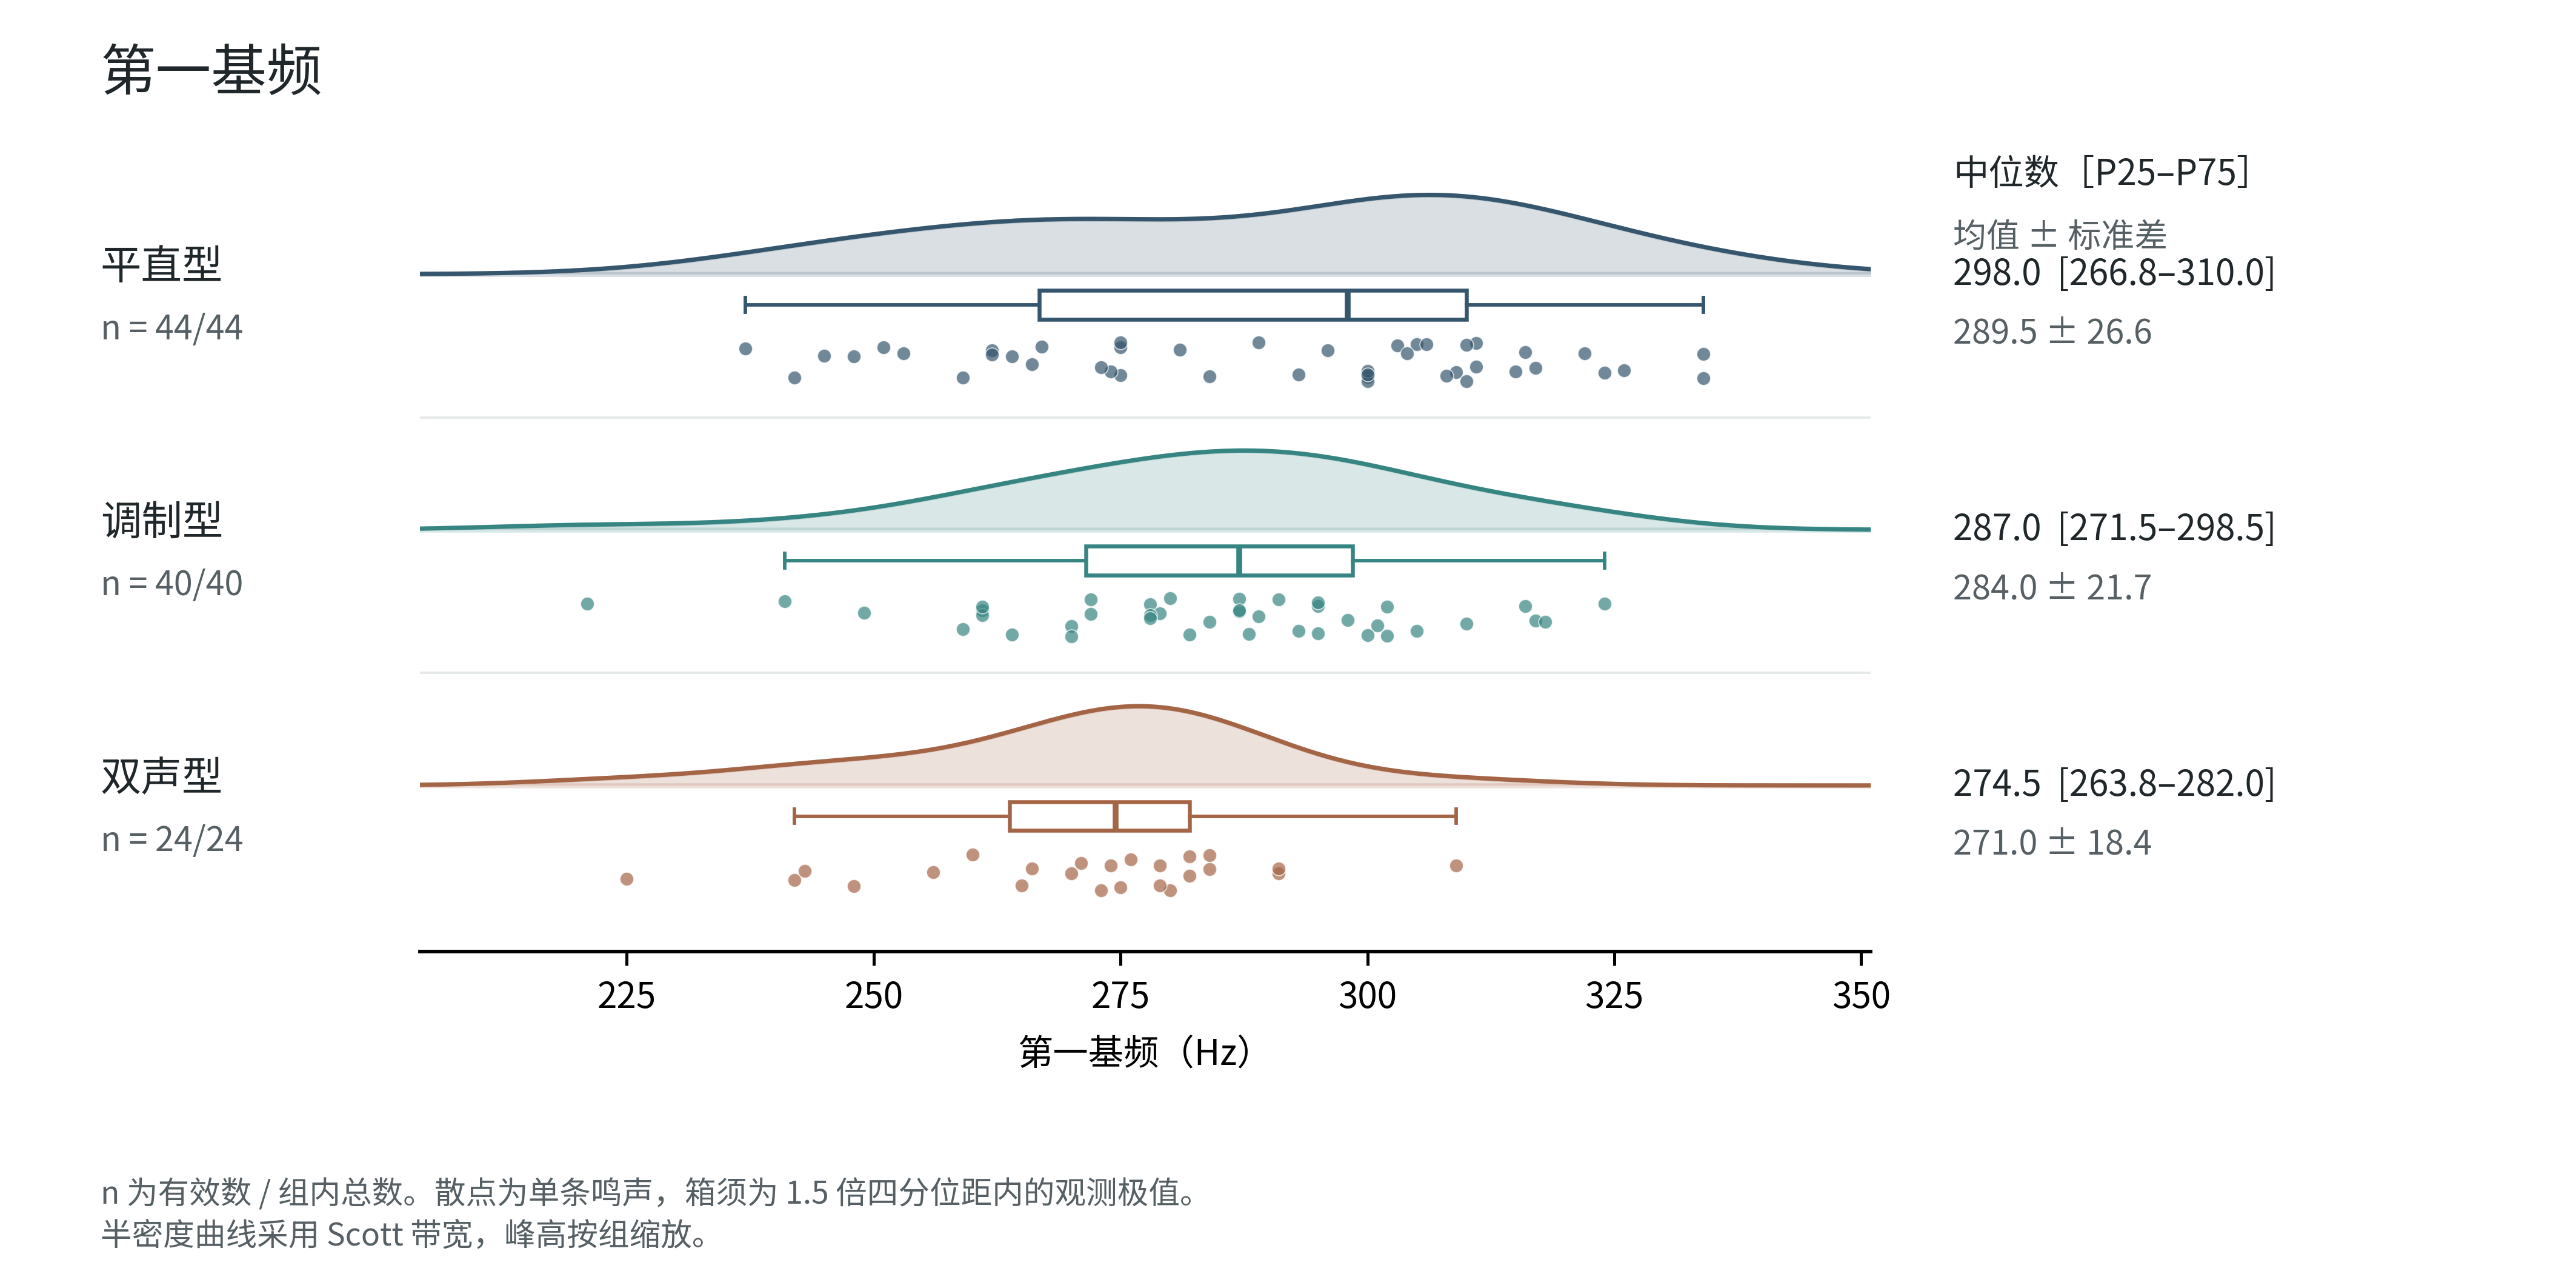 第一基频
中位数［P25–P75］
均值 ± 标准差
平直型
298.0 [266.8–310.0]
n = 44/44
289.5 ± 26.6
调制型
287.0 [271.5–298.5]
n = 40/40
284.0 ± 21.7
双声型
274.5 [263.8–282.0]
n = 24/24
271.0 ± 18.4
225 250 275 300 325 350
第一基频（Hz）
n 为有效数 / 组内总数。散点为单条鸣声，箱须为 1.5 倍四分位距内的观测极值。
半密度曲线采用 Scott 带宽，峰高按组缩放。